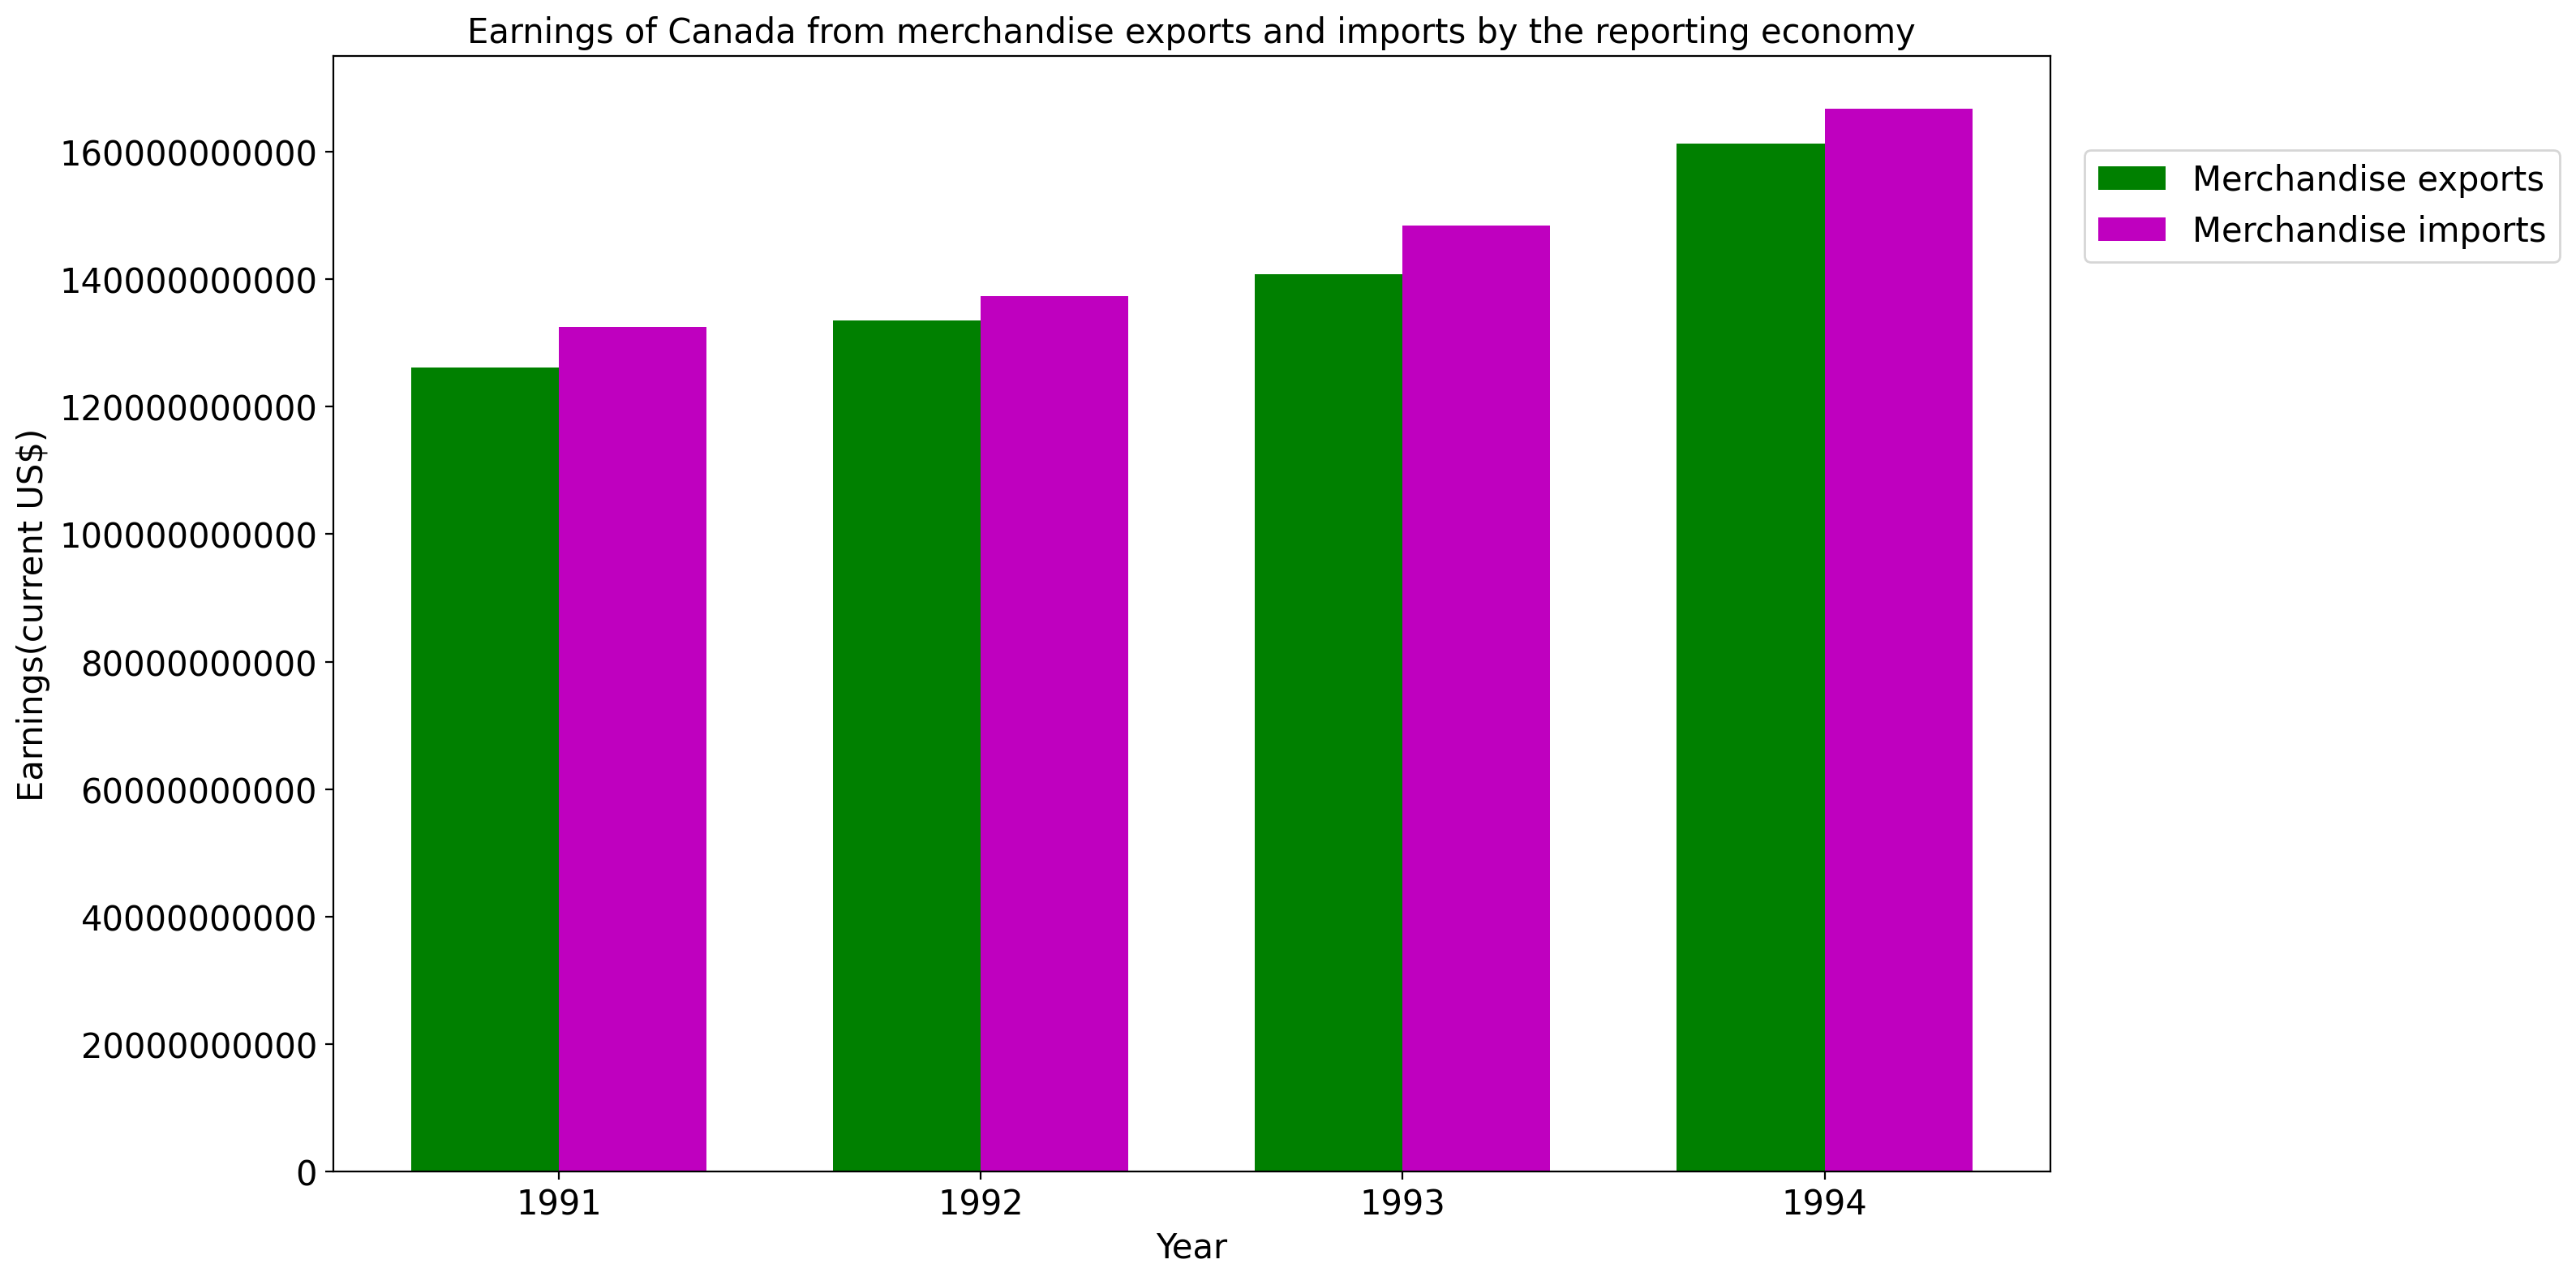 Earnings of Canada from merchandise exports and imports by the reporting economy
Earnings(current US$)
160000000000
140000000000
120000000000
100000000000
80000000000
60000000000
40000000000
20000000000
0
1991 1992 1993 1994
Year
Merchandise exports
Merchandise imports